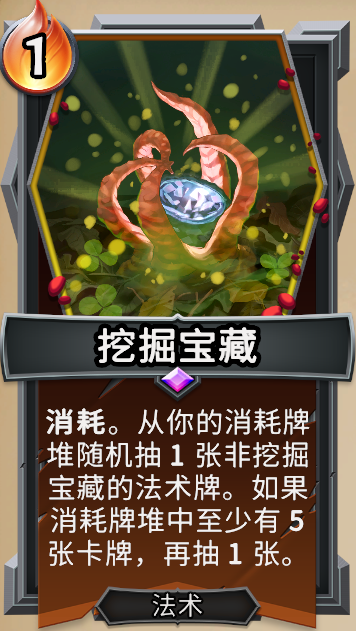 1
挖掘宝藏
消耗。从你的消耗牌
堆随机抽 1 张非挖掘
宝藏的法术牌。如果
消耗牌堆中至少有 5
张卡牌，再抽 1 张。
法术